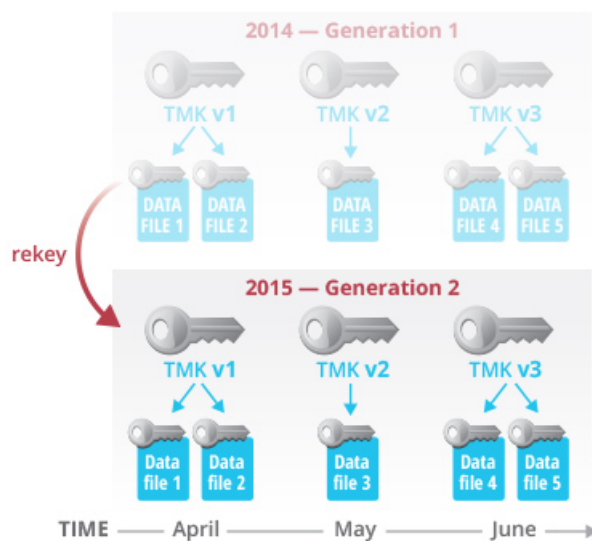 2014 — Generation 1
TMK v1 TMK v2 TMK v3
DATA FILE 1 DATA FILE 2 DATA FILE 3 DATA FILE 4 DATA FILE 5
rekey
2015 — Generation 2
TMK v1 TMK v2 TMK v3
Data file 1 Data file 2 Data file 3 Data file 4 Data file 5
TIME April May June